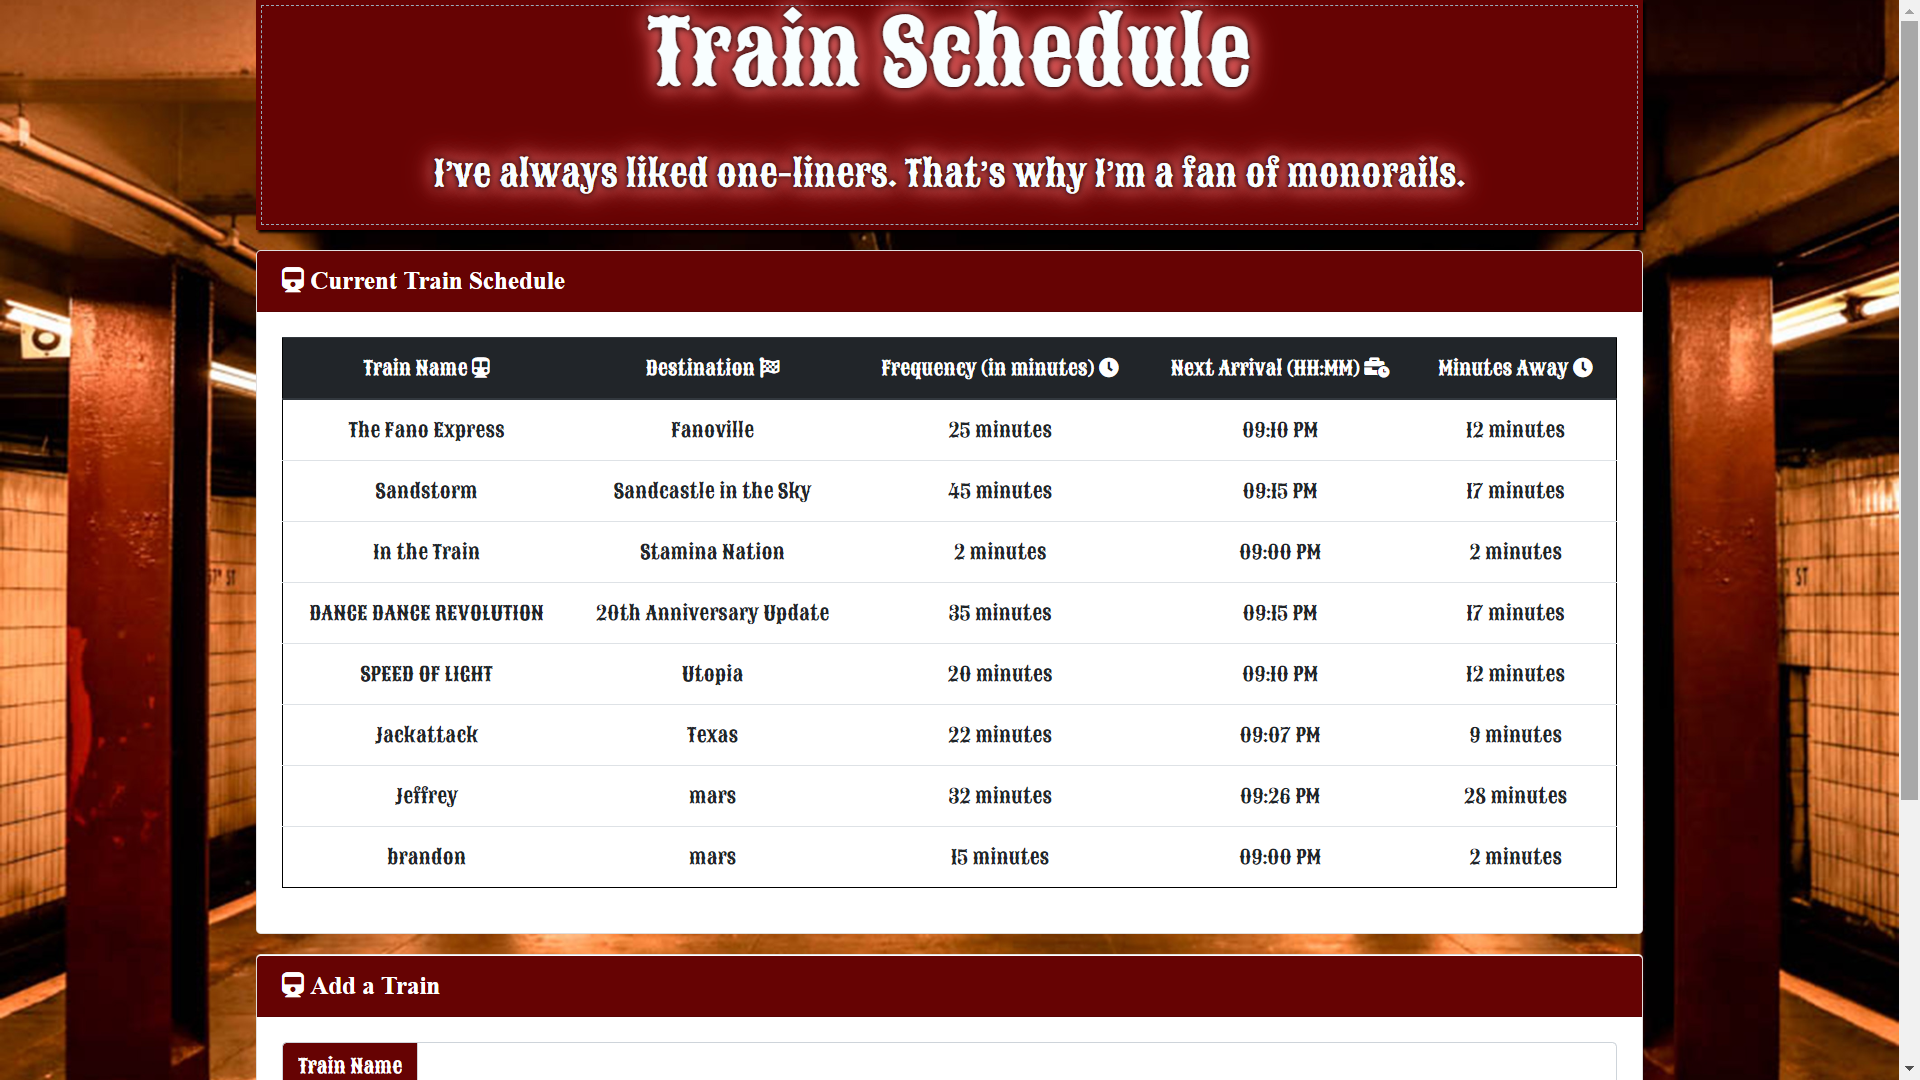 Train Schedule
I've always liked one-liners. That's why I'm a fan of monorails.
Current Train Schedule
Train Name Destination Frequency (in minutes) Next Arrival (HH:MM) Minutes Away
The Fano Express Fanoville 25 minutes 09:10 PM 12 minutes
Sandstorm Sandcastle in the Sky 45 minutes 09:15 PM 17 minutes
In the Train Stamina Nation 2 minutes 09:00 PM 2 minutes
DANCE DANCE REVOLUTION 20th Anniversary Update 35 minutes 09:15 PM 17 minutes
SPEED OF LIGHT Utopia 20 minutes 09:10 PM 12 minutes
Jackattack Texas 22 minutes 09:07 PM 9 minutes
Jeffrey mars 32 minutes 09:26 PM 28 minutes
brandon mars 15 minutes 09:00 PM 2 minutes
Add a Train
Train Name